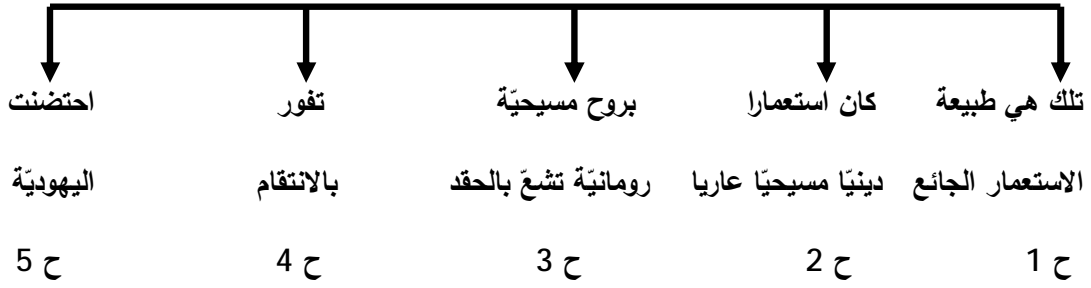 تلك هي طبيعة كان استعمارا بروح مسيحيّة تفور احتضنت
الاستعمار الجائع دينيّا مسيحيّا عاريا رومانيّة تشعّ بالحقد بالانتقام اليهوديّة
ح 1 ح 2 ح 3 ح 4 ح 5